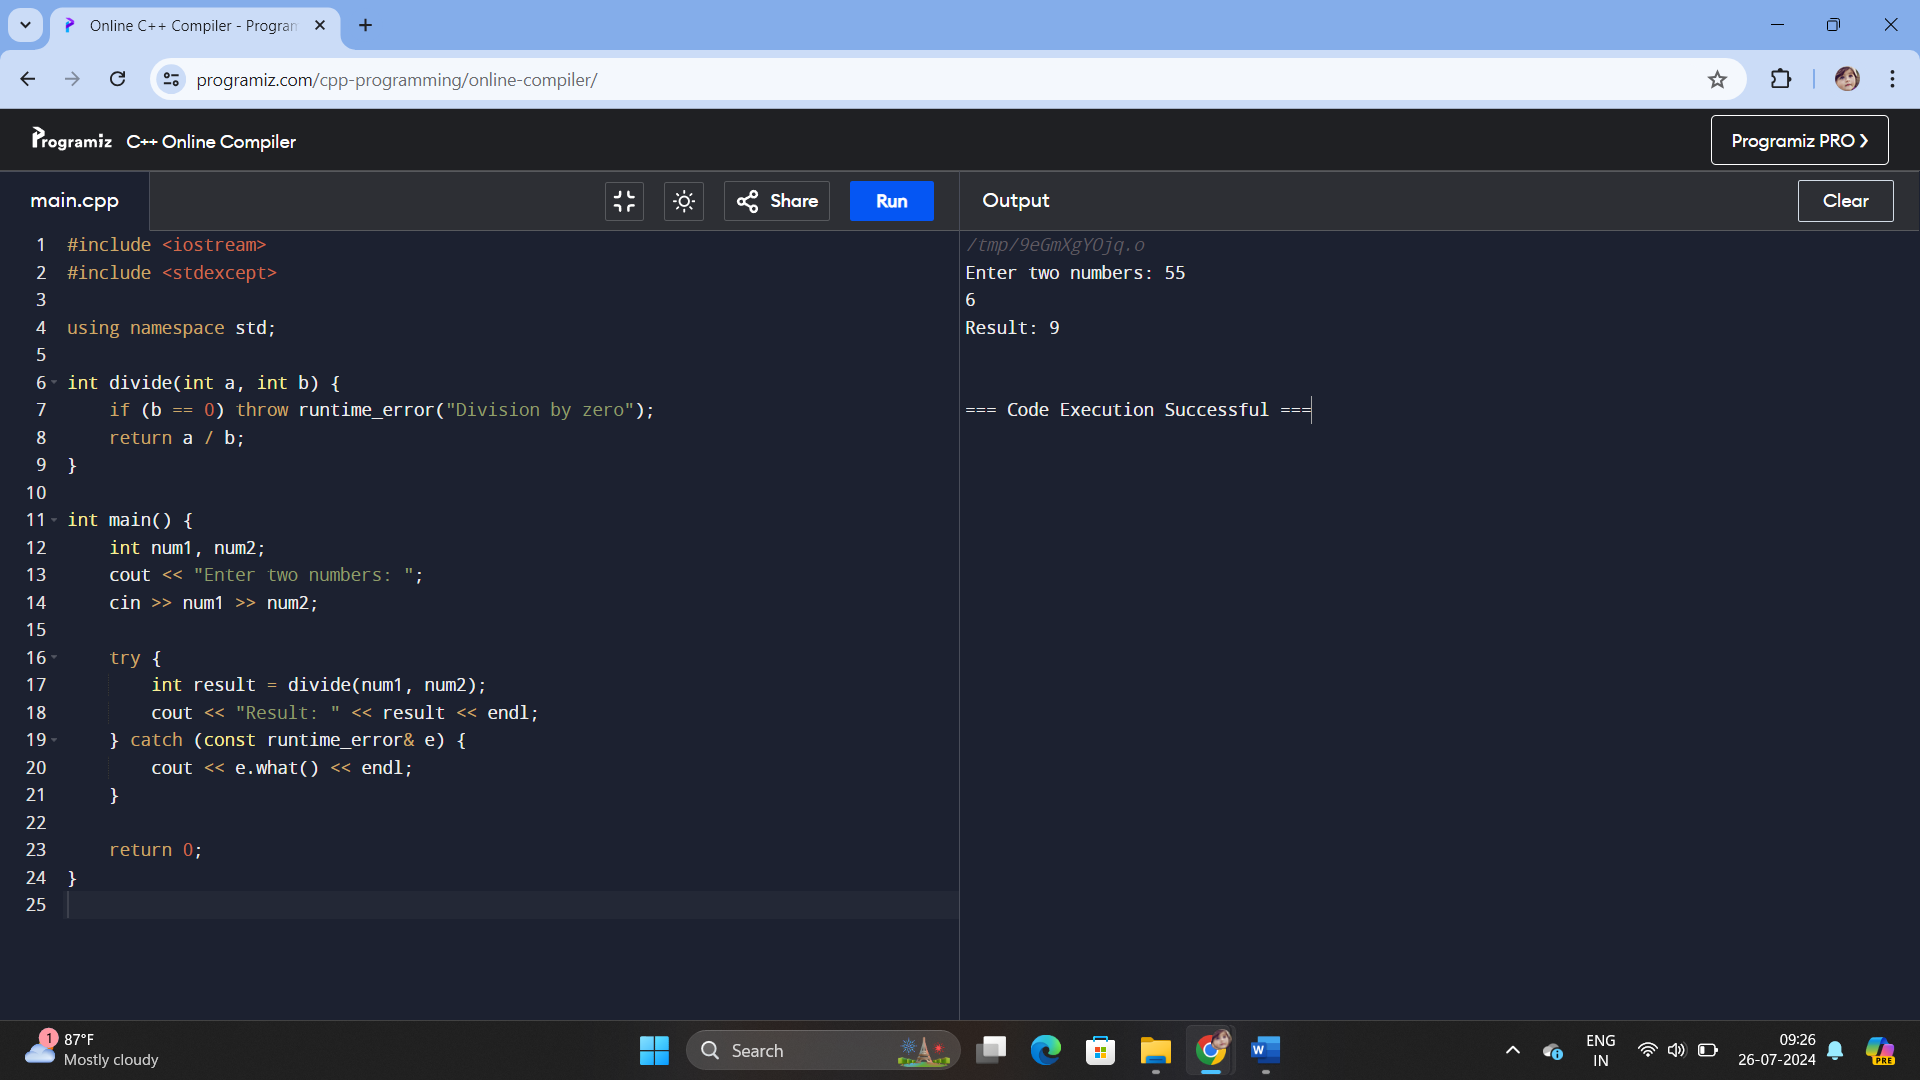 Online C++ Compiler - Program
programiz.com/cpp-programming/online-compiler/
Programiz C++ Online Compiler
Programiz PRO
main.cpp
Share
Run
Output
Clear
1 #include <iostream>
2 #include <stdexcept>
3
4 using namespace std;
5
6 int divide(int a, int b) {
7     if (b == 0) throw runtime_error("Division by zero");
8     return a / b;
9 }
10
11 int main() {
12     int num1, num2;
13     cout << "Enter two numbers: ";
14     cin >> num1 >> num2;
15
16     try {
17         int result = divide(num1, num2);
18         cout << "Result: " << result << endl;
19     } catch (const runtime_error& e) {
20         cout << e.what() << endl;
21     }
22
23     return 0;
24 }
25
/tmp/9eGmXgYOjq.o
Enter two numbers: 55
6
Result: 9
=== Code Execution Successful ===
1
87°F
Mostly cloudy
Search
W
PRE
ENG
IN
09:26
26-07-2024